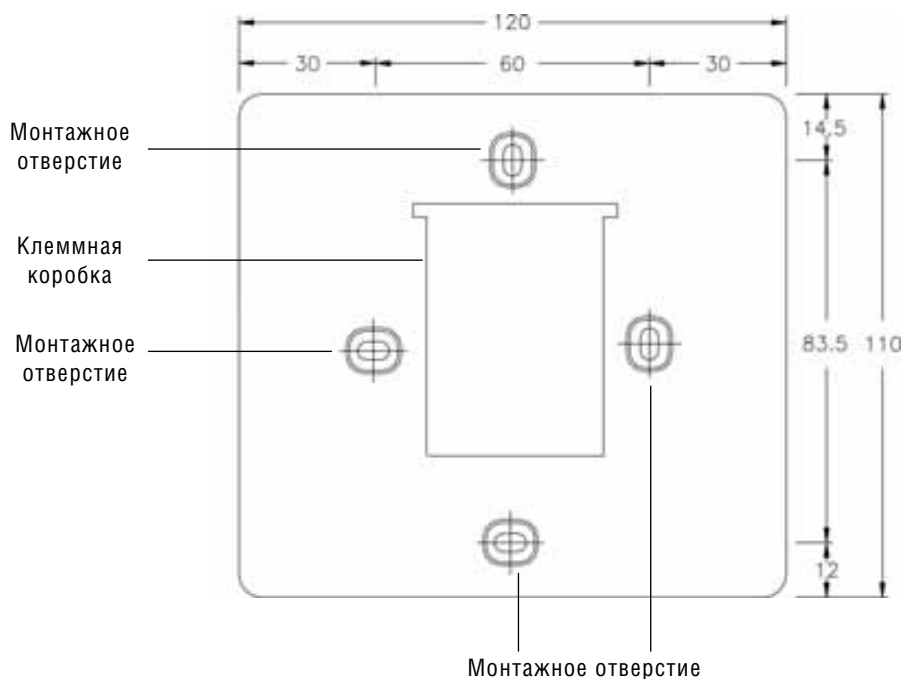 120
30 60 30
14,5
Монтажное
отверстие
Клеммная
коробка
Монтажное
отверстие
83.5 110
12
Монтажное отверстие